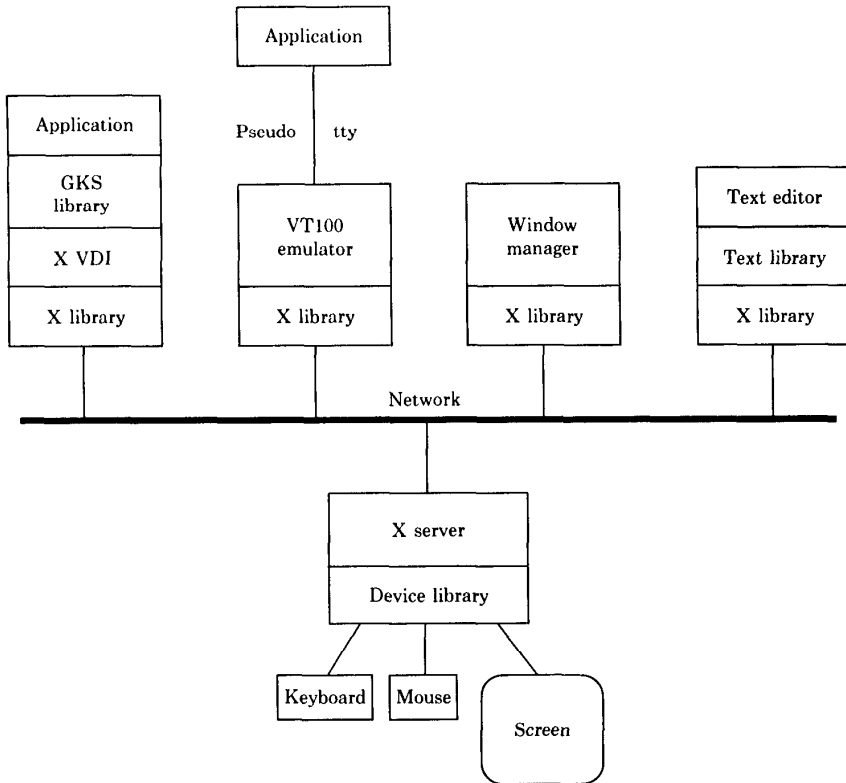 Application
Pseudo tty
Application
GKS
library
X VDI
X library
VT100
emulator
X library
Window
manager
X library
Text editor
Text library
X library
Network
X server
Device library
Keyboard
Mouse
Screen